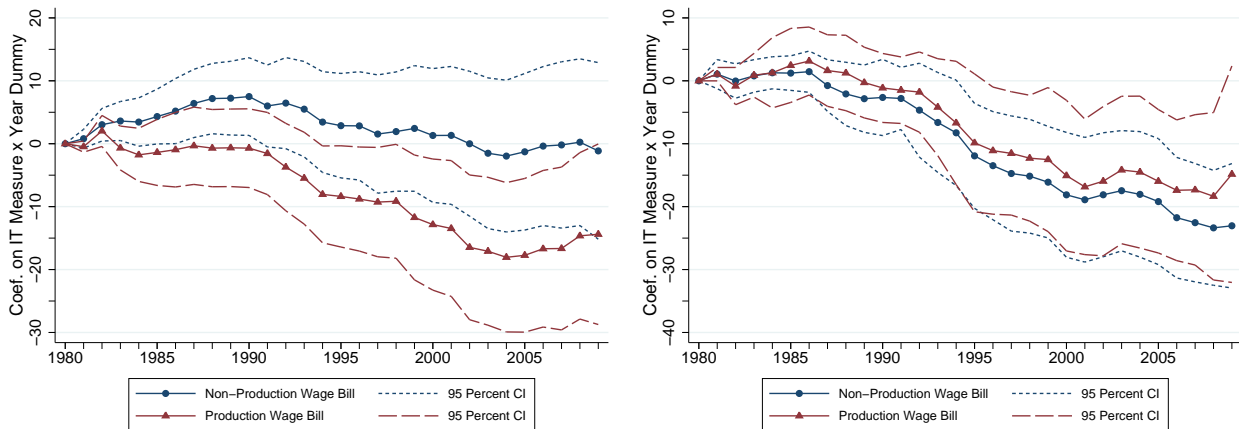 Coef. on IT Measure x Year Dummy
20
10
0
−10
−20
−30
1980 1985 1990 1995 2000 2005
Non−Production Wage Bill 95 Percent CI
Production Wage Bill 95 Percent CI
Coef. on IT Measure x Year Dummy
10
0
−10
−20
−30
−40
1980 1985 1990 1995 2000 2005
Non−Production Wage Bill 95 Percent CI
Production Wage Bill 95 Percent CI